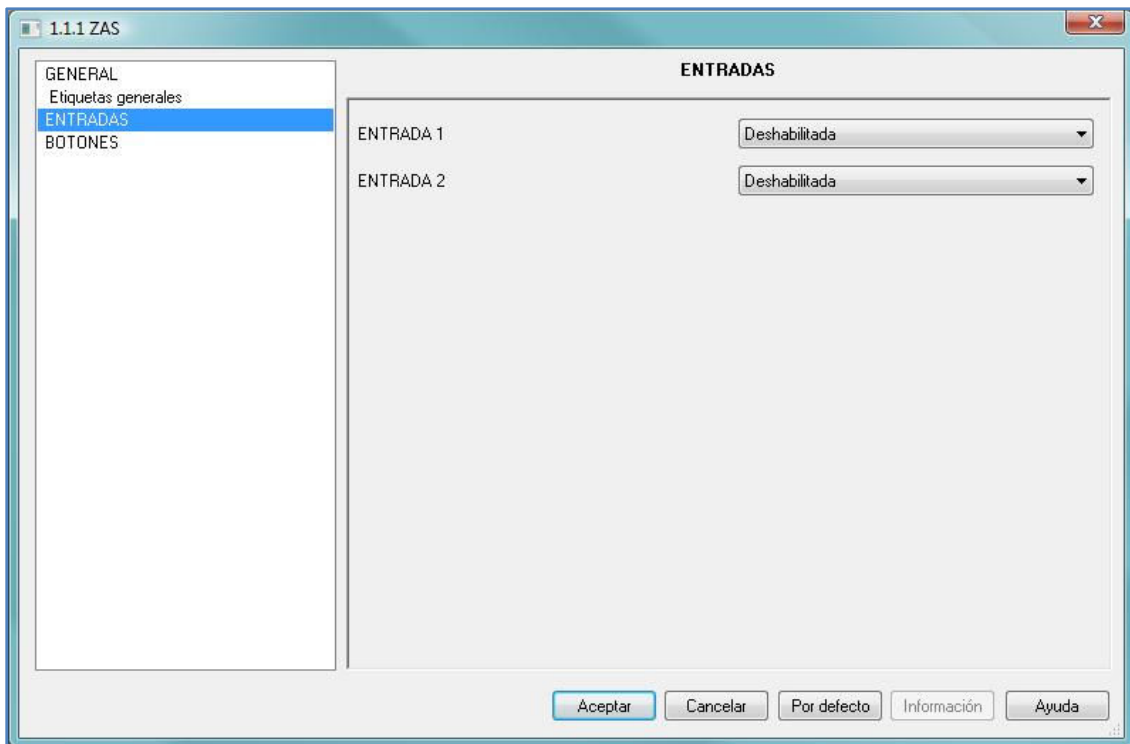 1.1.1 ZAS
GENERAL
Etiquetas generales
ENTRADAS
BOTONES
ENTRADAS
ENTRADA 1
Deshabilitada
ENTRADA 2
Deshabilitada
Aceptar
Cancelar
Por defecto
Información
Ayuda